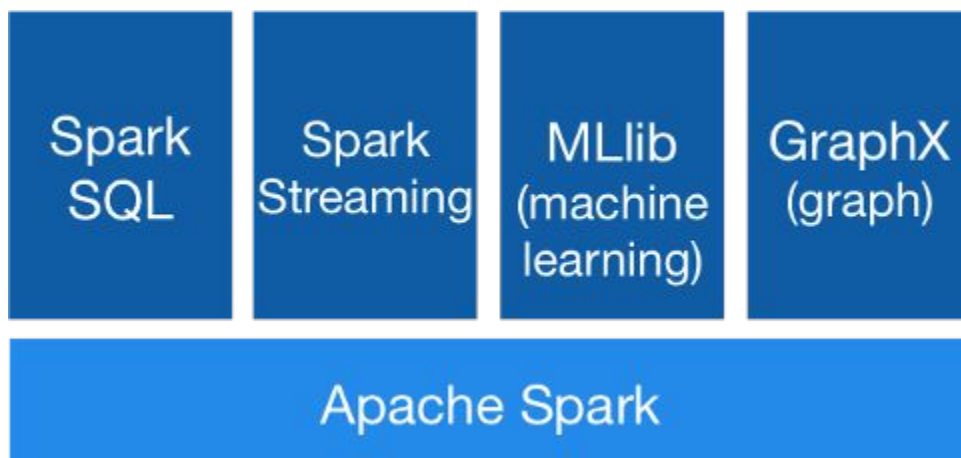 Spark
SQL
Spark
Streaming
MLlib
(machine
learning)
GraphX
(graph)
Apache Spark